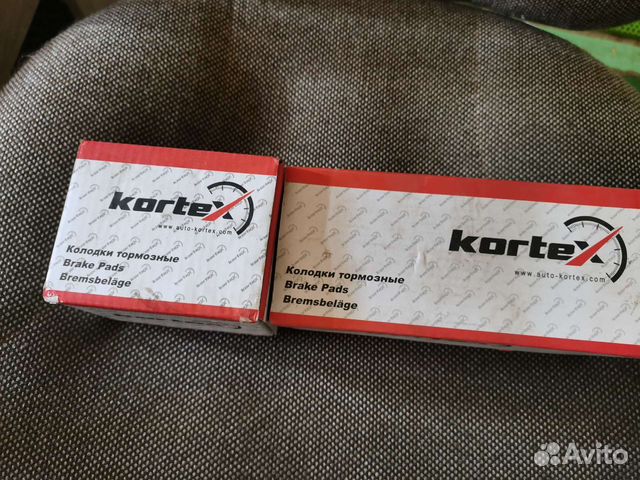 kortex
www.auto-kortex.com
Колодки тормозные
Brake Pads
Bremsbeläge
kortex
www.auto-kortex.com
Колодки тормозные
Brake Pads
Bremsbeläge
Avito